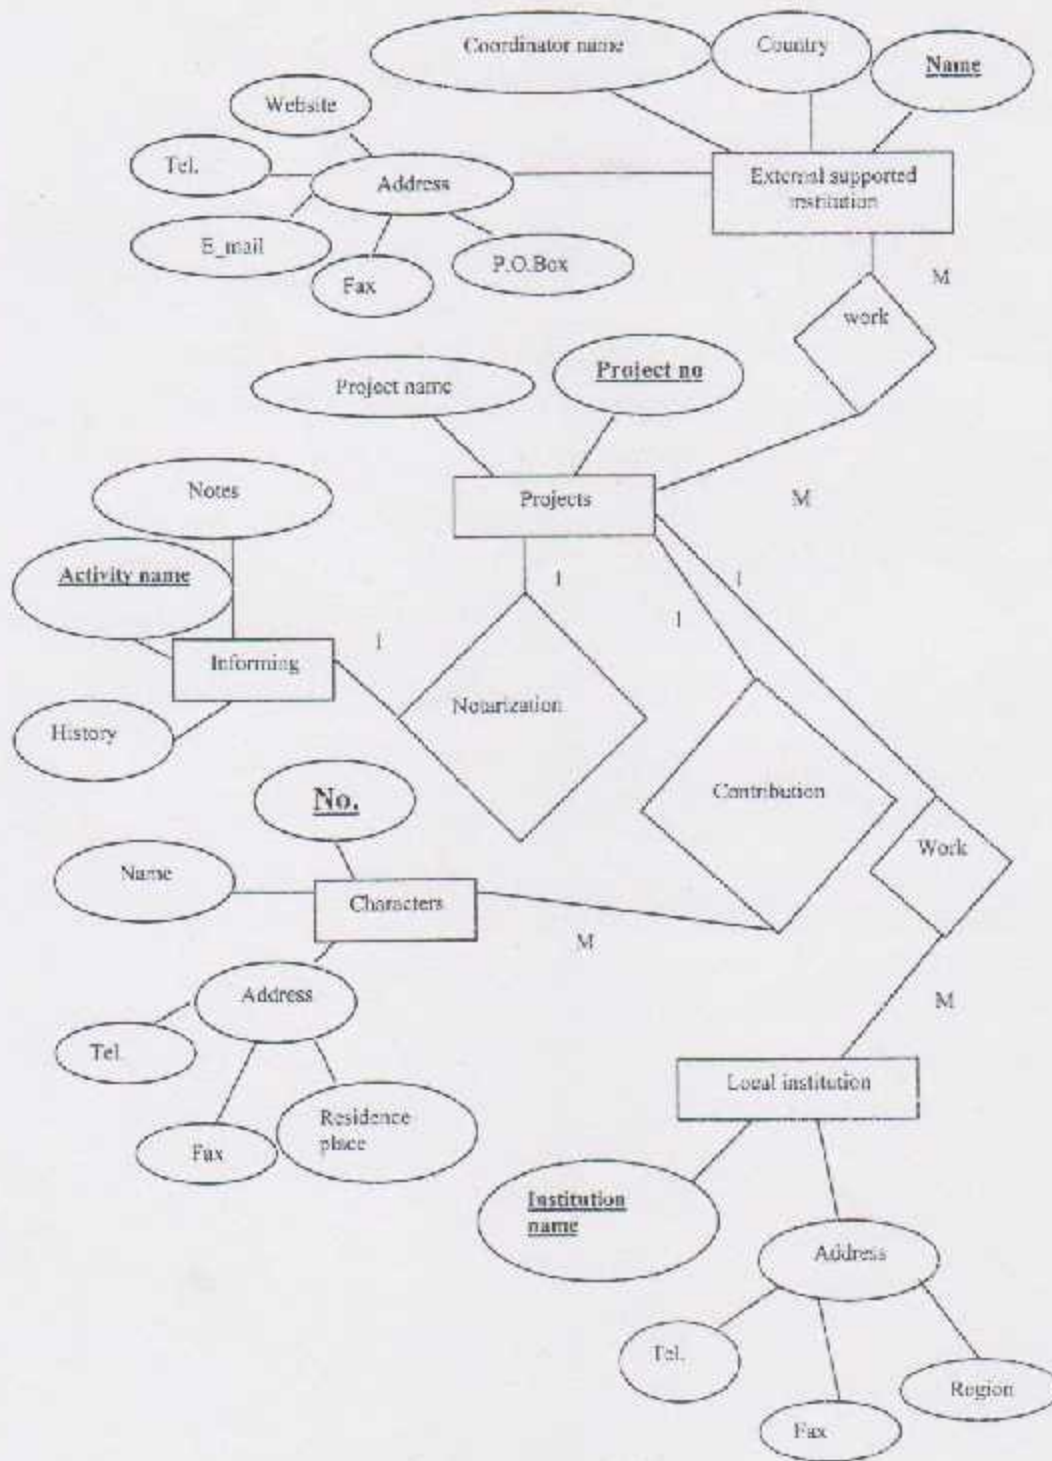 Coordinator name
Country
Name
Website
Tel.
Address
External supported
institution
E_mail
P.O.Box
Fax
M
work
Project name
Project no
Notes
Projects
M
Activity name
1
1
1
1
Informing
Notarization
History
Contribution
No.
Work
Name
Characters
M
Address
M
Tel.
Local institution
Residence
place
Fax
Institution
name
Address
Tel.
Region
Fax